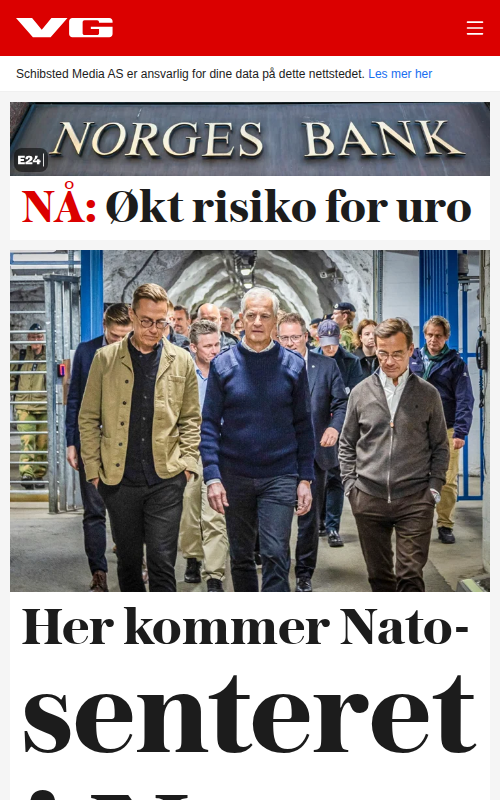 VG
Schibsted Media AS er ansvarlig for dine data på dette nettstedet. Les mer her
NORGES BANK
E24
NÅ: Økt risiko for uro
Her kommer Nato-
senteret